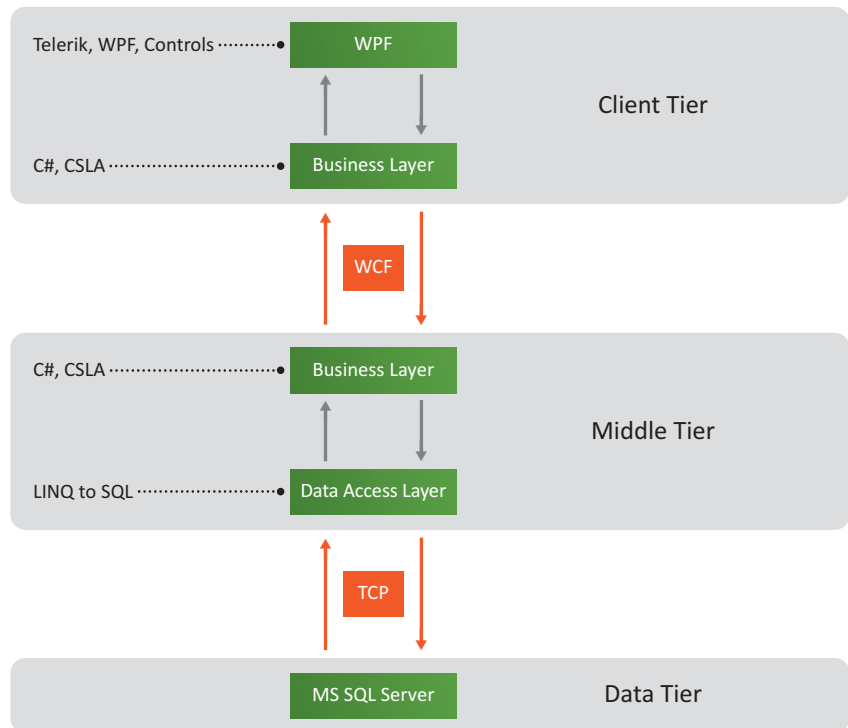 Telerik, WPF, Controls
WPF
Client Tier
C#, CSLA
Business Layer
WCF
C#, CSLA
Business Layer
Middle Tier
LINQ to SQL
Data Access Layer
TCP
MS SQL Server
Data Tier